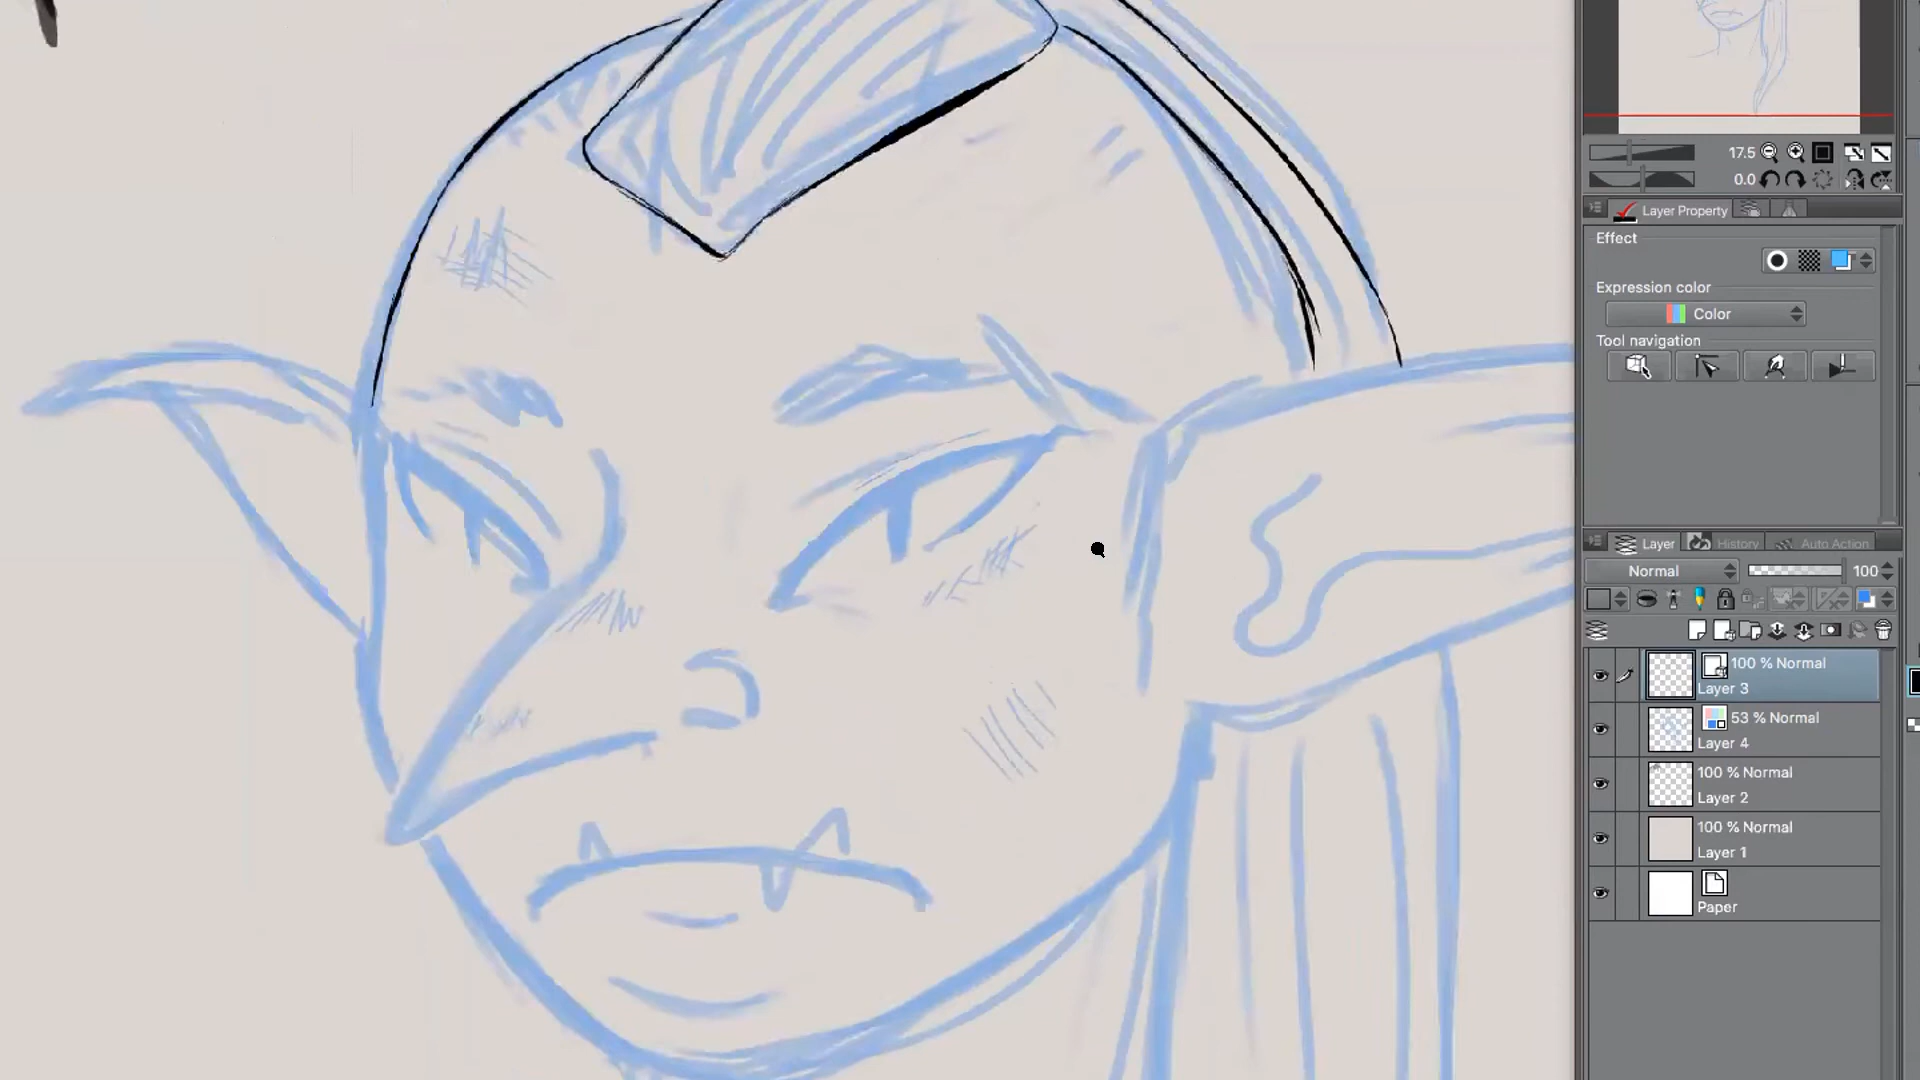 17.5
0.0
Layer Property
Effect
Expression color
Color
Tool navigation
Layer History Auto Action
Normal 100
100 % Normal
Layer 3
53 % Normal
Layer 4
100 % Normal
Layer 2
100 % Normal
Layer 1
Paper